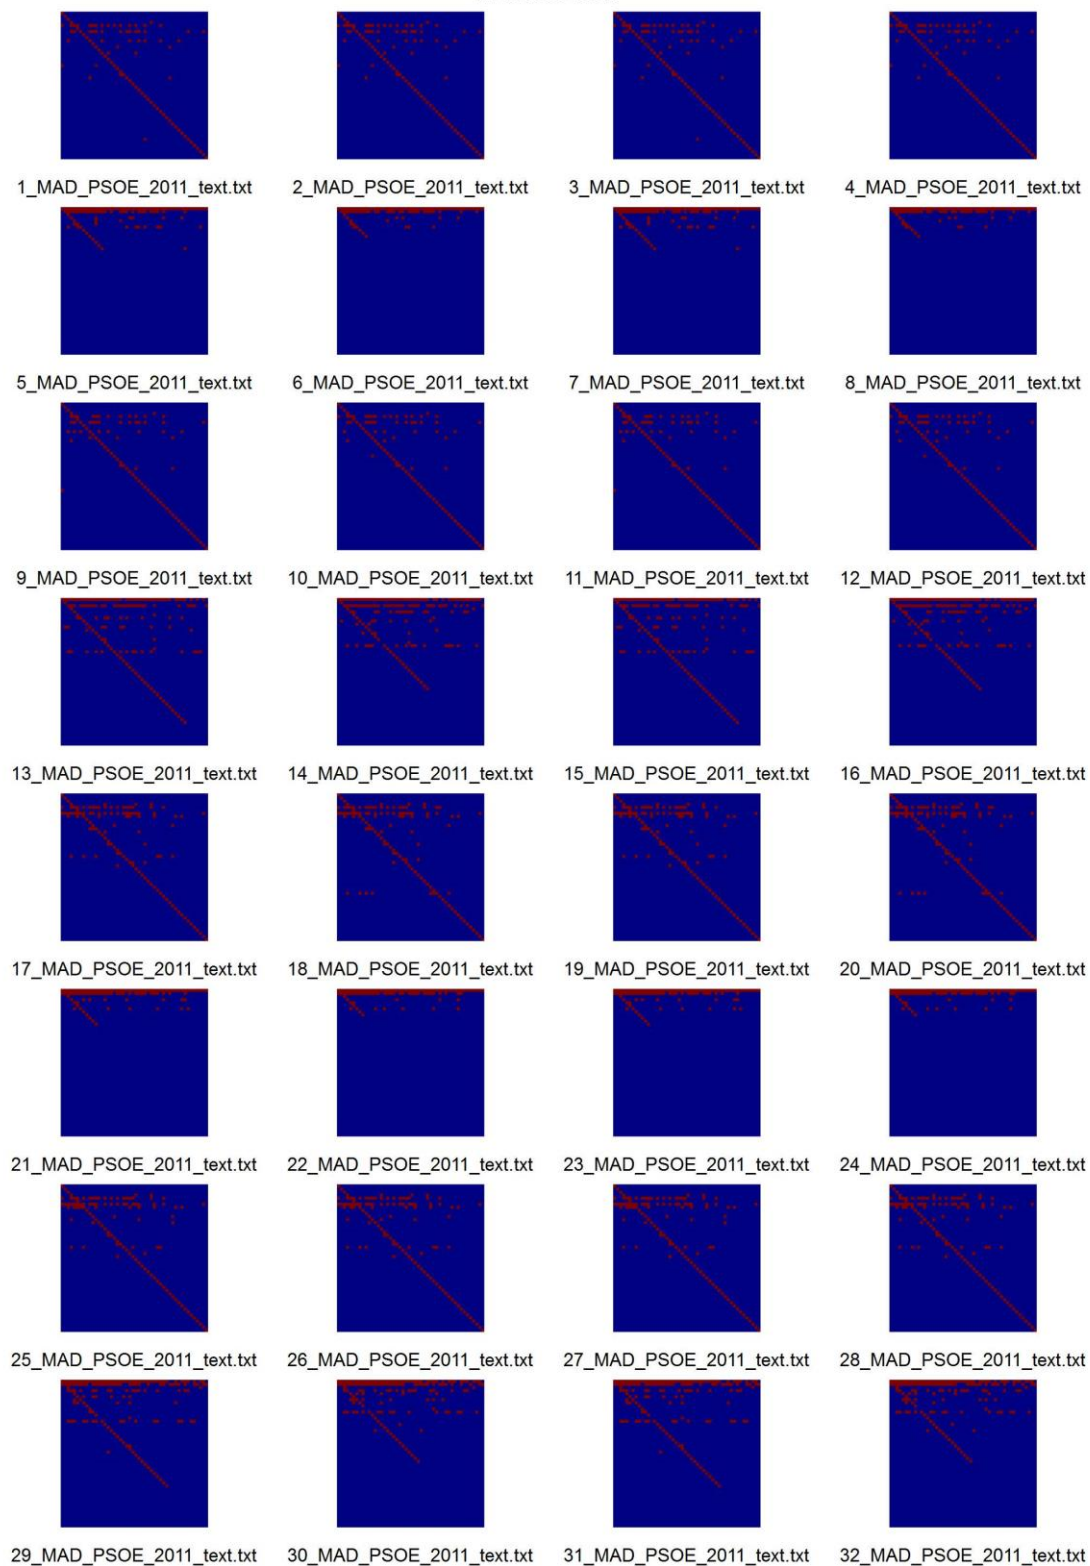 1_MAD_PSOE_2011_text.txt 2_MAD_PSOE_2011_text.txt 3_MAD_PSOE_2011_text.txt 4_MAD_PSOE_2011_text.txt
5_MAD_PSOE_2011_text.txt 6_MAD_PSOE_2011_text.txt 7_MAD_PSOE_2011_text.txt 8_MAD_PSOE_2011_text.txt
9_MAD_PSOE_2011_text.txt 10_MAD_PSOE_2011_text.txt 11_MAD_PSOE_2011_text.txt 12_MAD_PSOE_2011_text.txt
13_MAD_PSOE_2011_text.txt 14_MAD_PSOE_2011_text.txt 15_MAD_PSOE_2011_text.txt 16_MAD_PSOE_2011_text.txt
17_MAD_PSOE_2011_text.txt 18_MAD_PSOE_2011_text.txt 19_MAD_PSOE_2011_text.txt 20_MAD_PSOE_2011_text.txt
21_MAD_PSOE_2011_text.txt 22_MAD_PSOE_2011_text.txt 23_MAD_PSOE_2011_text.txt 24_MAD_PSOE_2011_text.txt
25_MAD_PSOE_2011_text.txt 26_MAD_PSOE_2011_text.txt 27_MAD_PSOE_2011_text.txt 28_MAD_PSOE_2011_text.txt
29_MAD_PSOE_2011_text.txt 30_MAD_PSOE_2011_text.txt 31_MAD_PSOE_2011_text.txt 32_MAD_PSOE_2011_text.txt